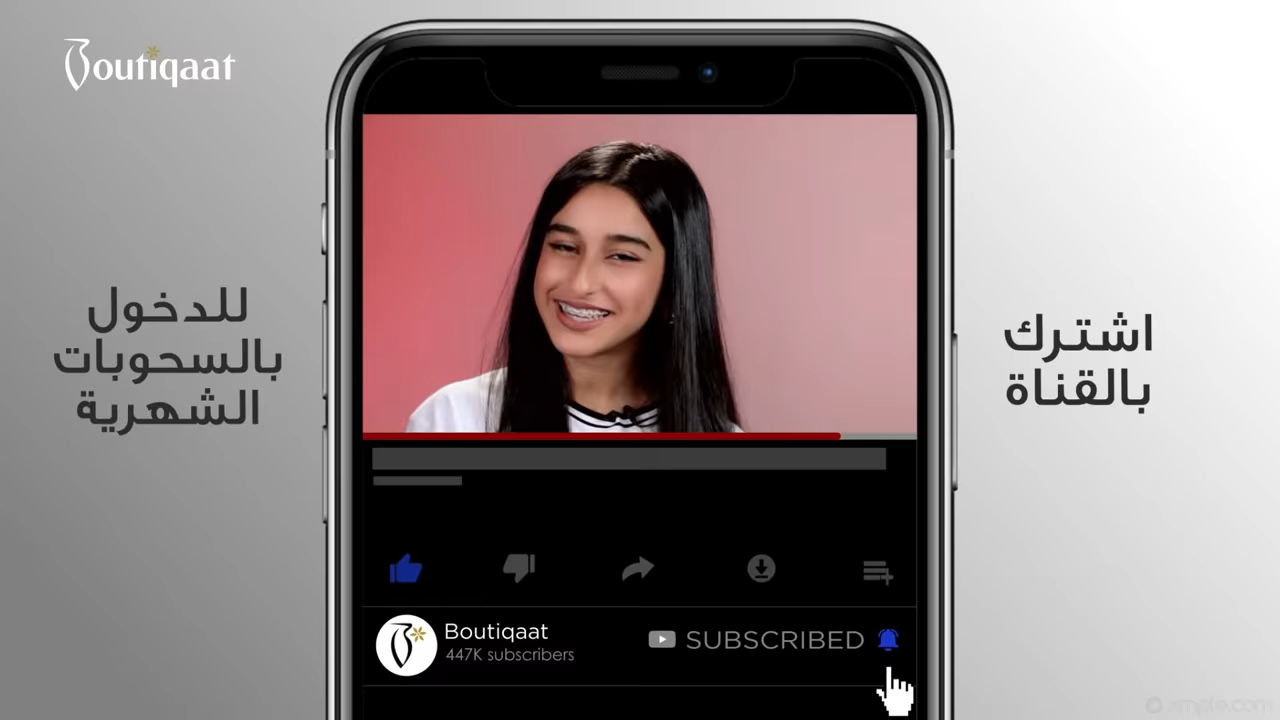 Boutiqaat
اشترك
بالقناة
للدخول
بالسحوبات
الشهرية
Boutiqaat
447K subscribers
SUBSCRIBED